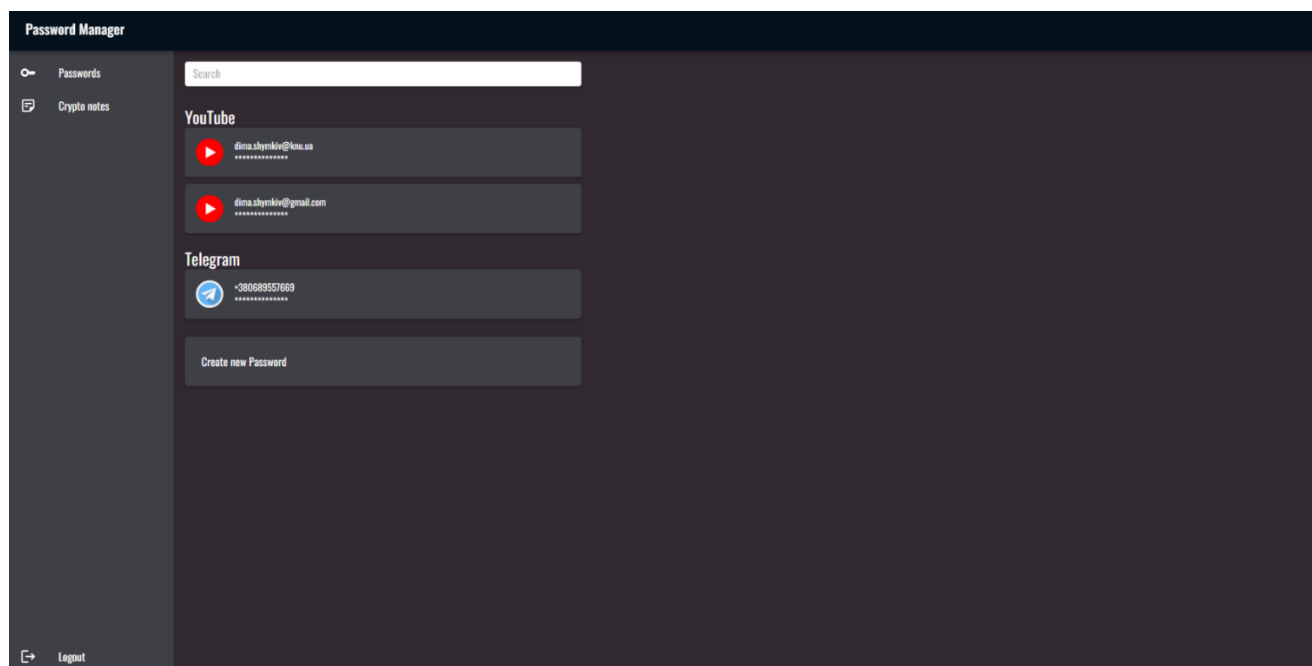 Password Manager
Passwords
Crypto notes
Logout
Search
YouTube
dima.shymkiv@knu.ua
**************
dima.shymkiv@gmail.com
**************
Telegram
+380689557669
**************
Create new Password